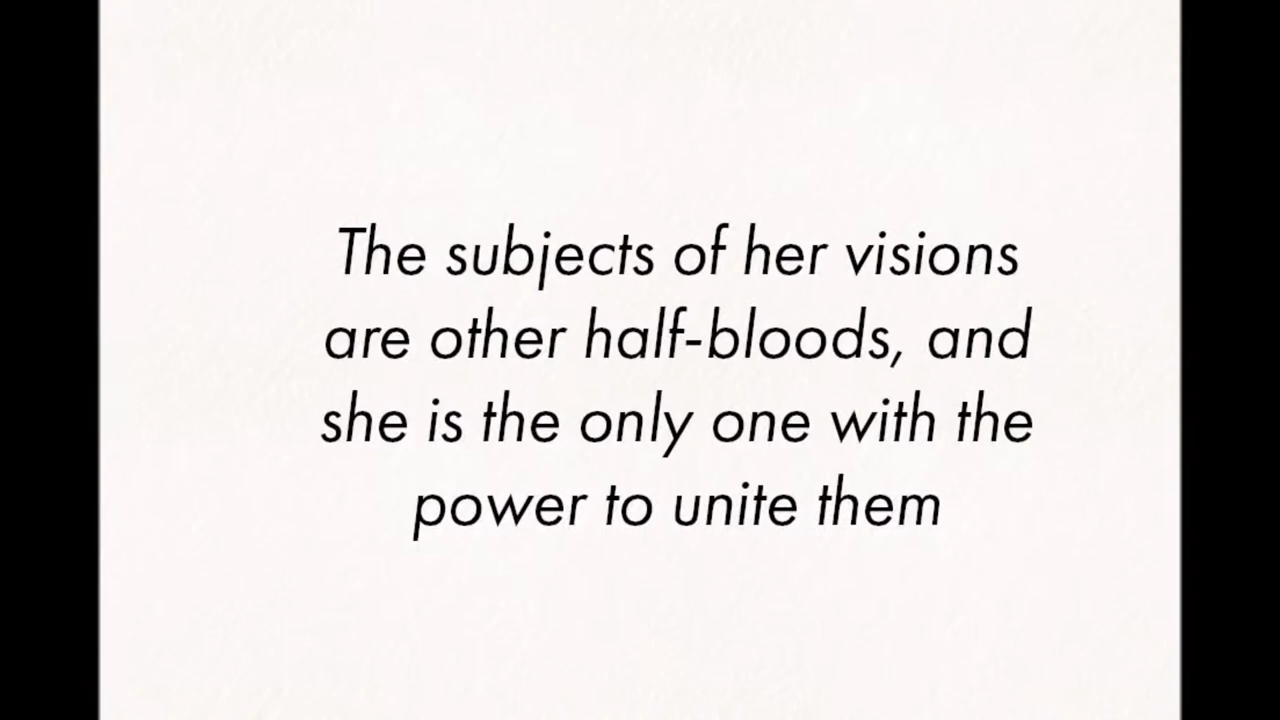 The subjects of her visions
are other half-bloods, and
she is the only one with the
power to unite them